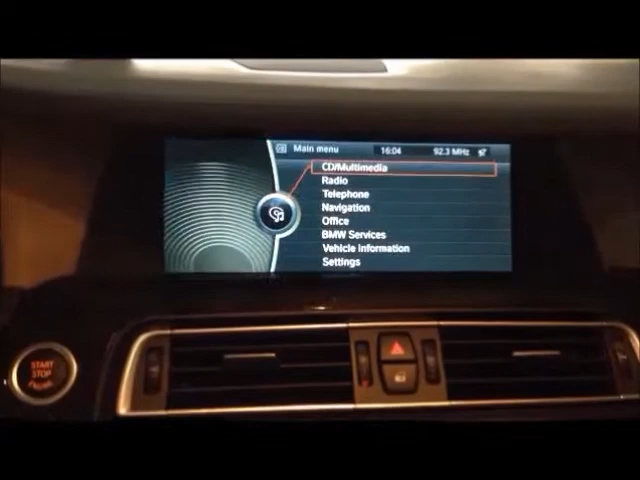 Main menu 16:04 92.3 MHz
CD/Multimedia
Radio
Telephone
Navigation
Office
BMW Services
Vehicle information
Settings
START
STOP
ENGINE